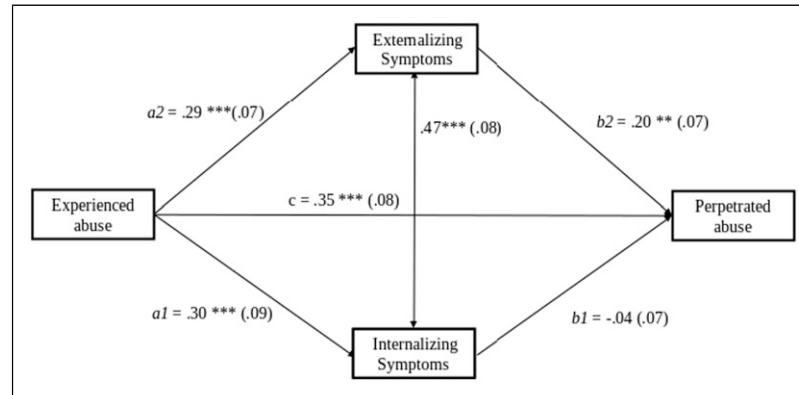 Externalizing
Symptoms
a2 = .29 ***(.07)
.47*** (.08)
b2 = .20 ** (.07)
Experienced
abuse
c = .35 *** (.08)
Perpetrated
abuse
a1 = .30 *** (.09)
b1 = -.04 (.07)
Internalizing
Symptoms